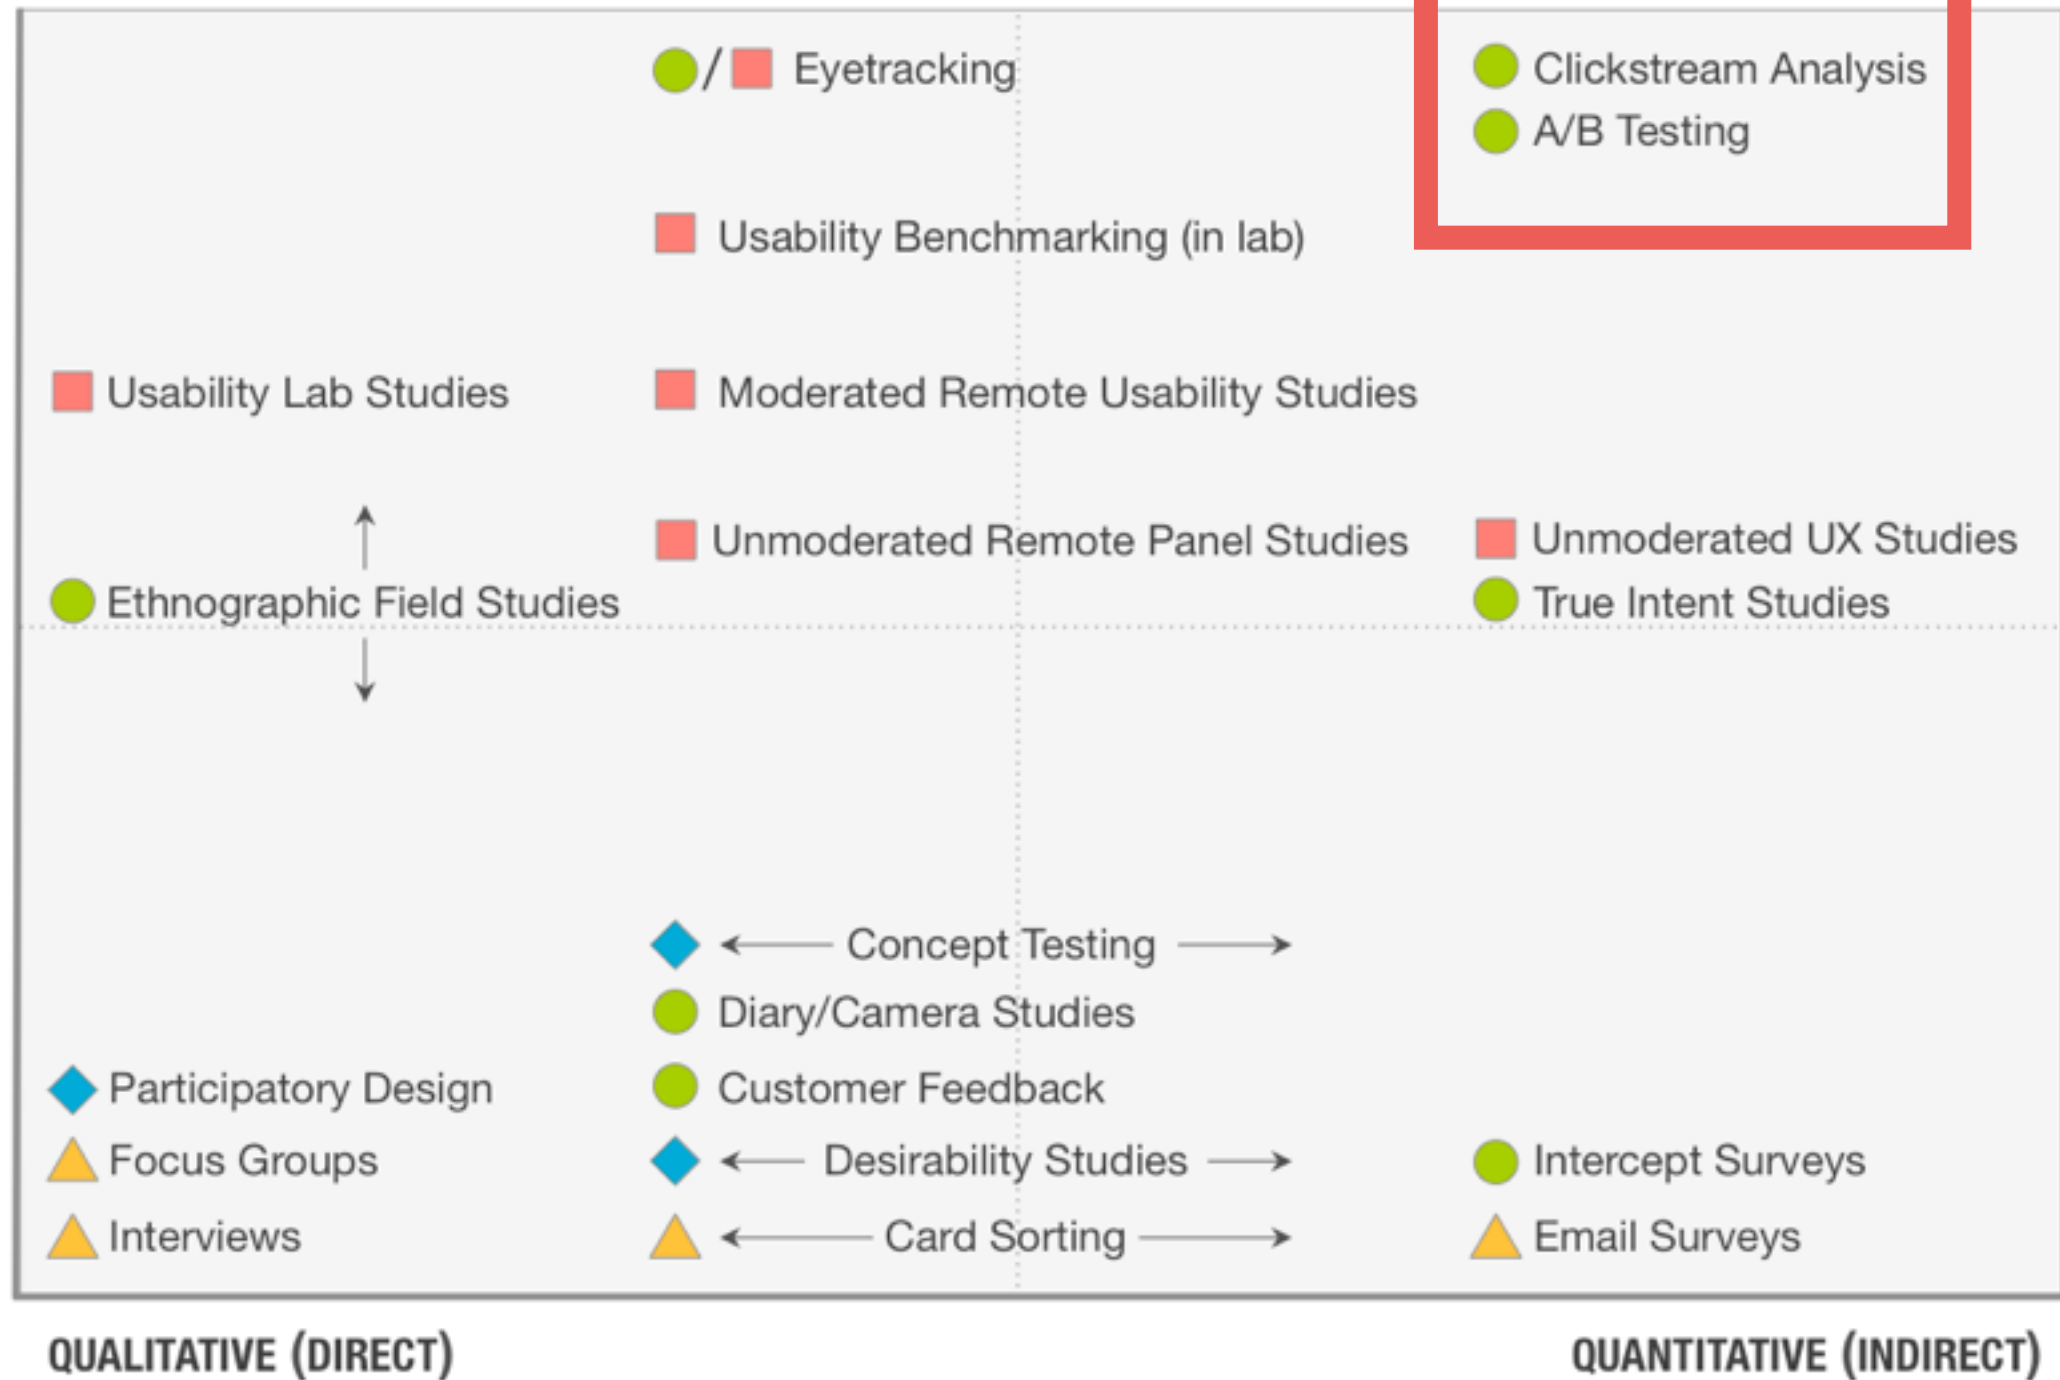 / Eyetracking
Clickstream Analysis
A/B Testing
Usability Benchmarking (in lab)
Usability Lab Studies
Moderated Remote Usability Studies
Unmoderated Remote Panel Studies
Unmoderated UX Studies
Ethnographic Field Studies
True Intent Studies
Concept Testing
Diary/Camera Studies
Participatory Design
Customer Feedback
Focus Groups
Desirability Studies
Intercept Surveys
Interviews
Card Sorting
Email Surveys
QUALITATIVE (DIRECT)
QUANTITATIVE (INDIRECT)